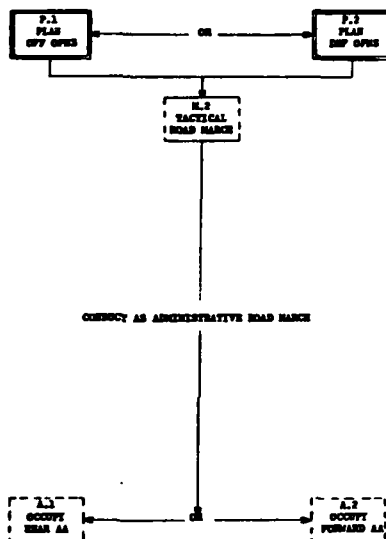 P.1
PLAN
OFF OPNS
OR
P.2
PLAN
DEF OPNS
M.2
TACTICAL
ROAD MARCH
CONDUCT AS ADMINISTRATIVE ROAD MARCH
A.1
OCCUPY
REAR AA
OR
A.2
OCCUPY
FORWARD AA